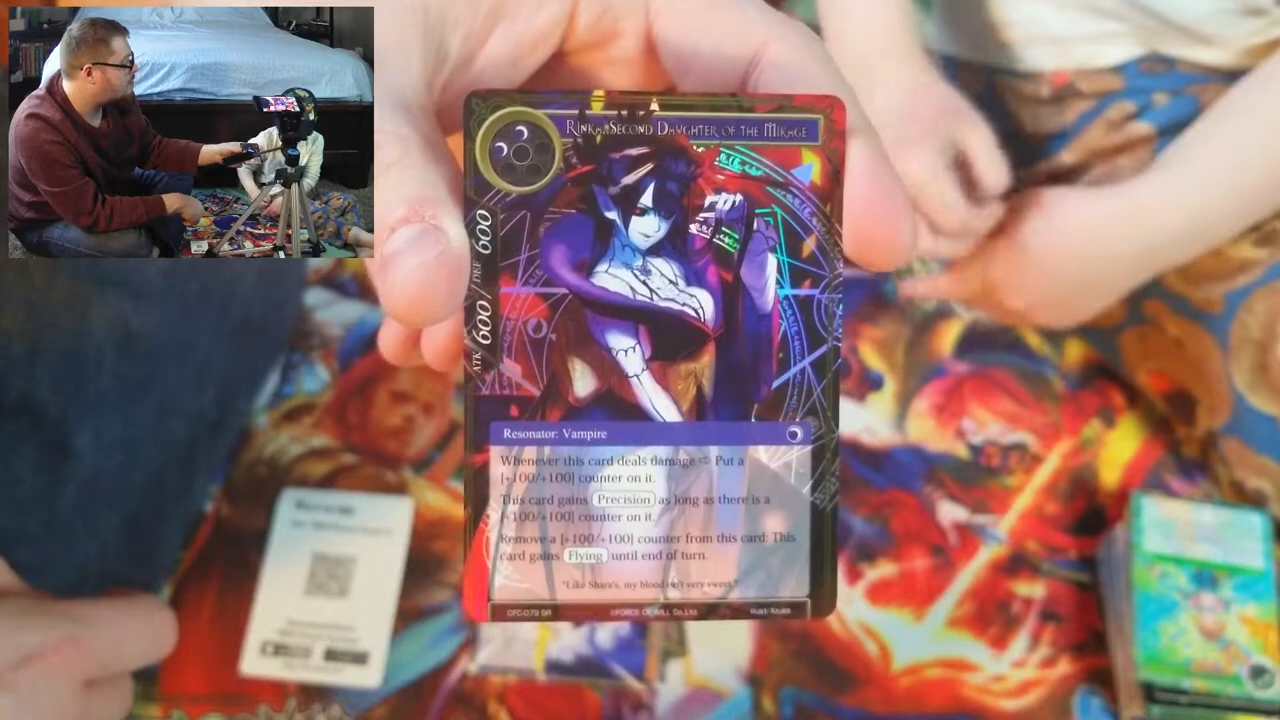 Rinka, Second Daughter of the Mikage
ATK 600 / DEF 600
Resonator: Vampire
Whenever this card deals damage ⇨ Put a
[+100/+100] counter on it.
This card gains Precision as long as there is a
[+100/+100] counter on it.
Remove a [+100/+100] counter from this card: This
card gains Flying until end of turn.
"Like Shara's, my blood isn't very sweet."
CFC-079 SR
©FORCE OF WILL Co.,Ltd.
Illust/Azusa